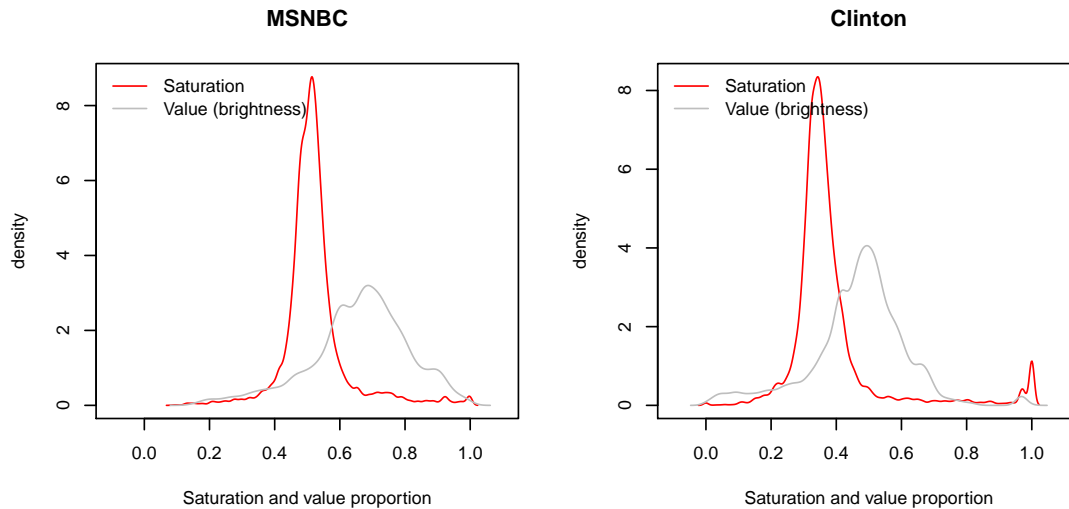 MSNBC
Saturation
Value (brightness)
density
0
2
4
6
8
0.0 0.2 0.4 0.6 0.8 1.0
Saturation and value proportion
Clinton
Saturation
Value (brightness)
density
0
2
4
6
8
0.0 0.2 0.4 0.6 0.8 1.0
Saturation and value proportion